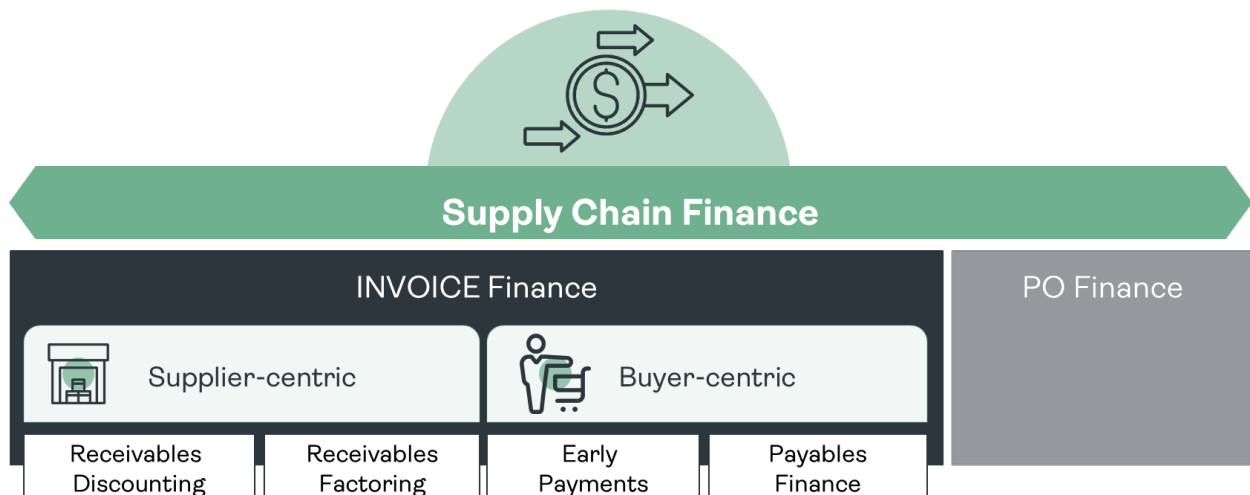 Supply Chain Finance
INVOICE Finance
PO Finance
Supplier-centric
Buyer-centric
Receivables
Discounting
Receivables
Factoring
Early
Payments
Payables
Finance